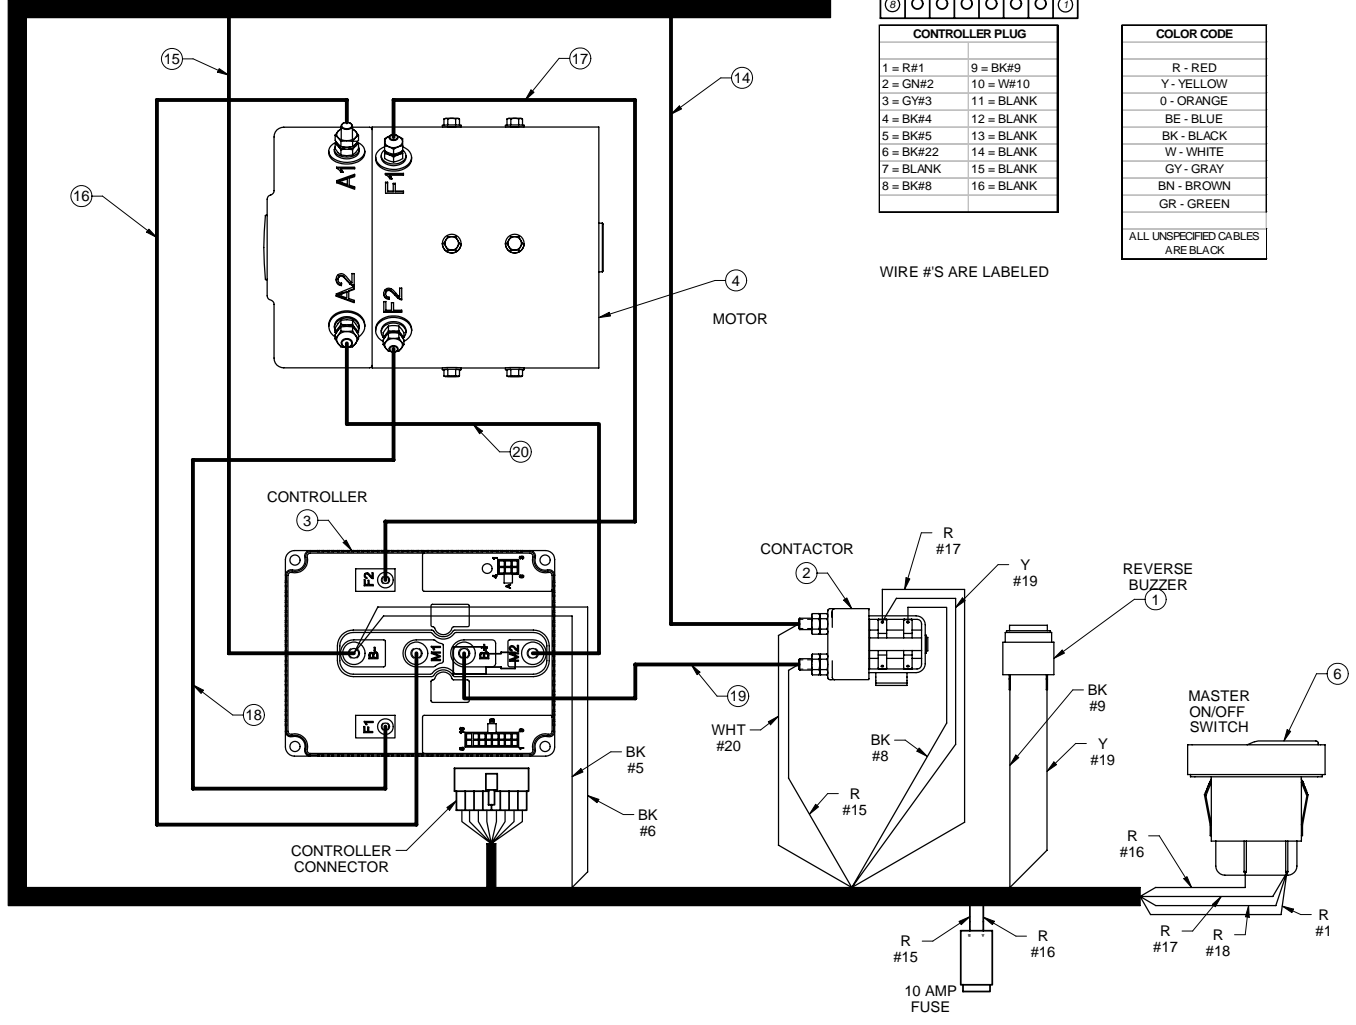 8 1
CONTROLLER PLUG
1 = R#1 9 = BK#9
2 = GN#2 10 = W#10
3 = GY#3 11 = BLANK
4 = BK#4 12 = BLANK
5 = BK#5 13 = BLANK
6 = BK#22 14 = BLANK
7 = BLANK 15 = BLANK
8 = BK#8 16 = BLANK
COLOR CODE
R - RED
Y - YELLOW
0 - ORANGE
BE - BLUE
BK - BLACK
W - WHITE
GY - GRAY
BN - BROWN
GR - GREEN
ALL UNSPECIFIED CABLES
ARE BLACK
WIRE #'S ARE LABELED
15
17
14
16
A1
F1
A2
F2
4
MOTOR
20
CONTROLLER
3
F2
A
B-
M1
B+
M2
F1
B
18
19
CONTACTOR
2
R
#17
Y
#19
REVERSE
BUZZER
1
WHT
#20
BK
#8
R
#15
BK
#9
Y
#19
MASTER
ON/OFF
SWITCH
6
BK
#5
BK
#6
CONTROLLER
CONNECTOR
R
#16
R
#17
R
#18
R
#1
R
#15
R
#16
10 AMP
FUSE